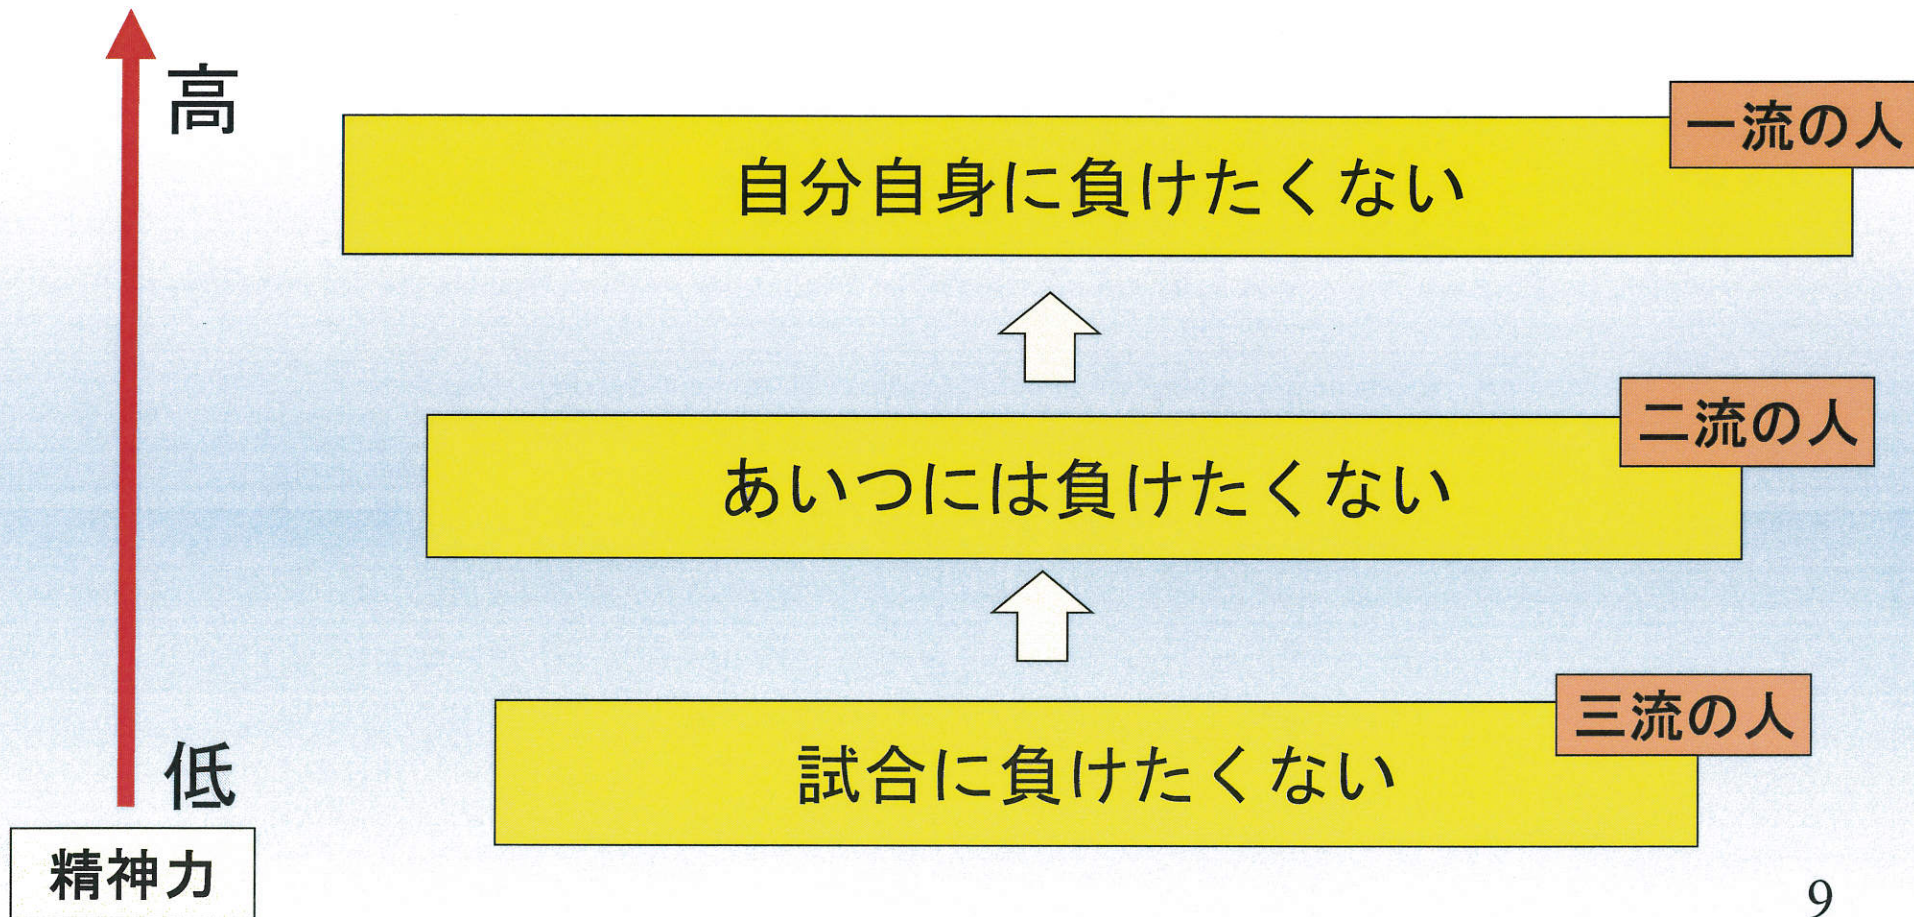 高
一流の人
自分自身に負けたくない
二流の人
あいつには負けたくない
三流の人
試合に負けたくない
低
精神力
9